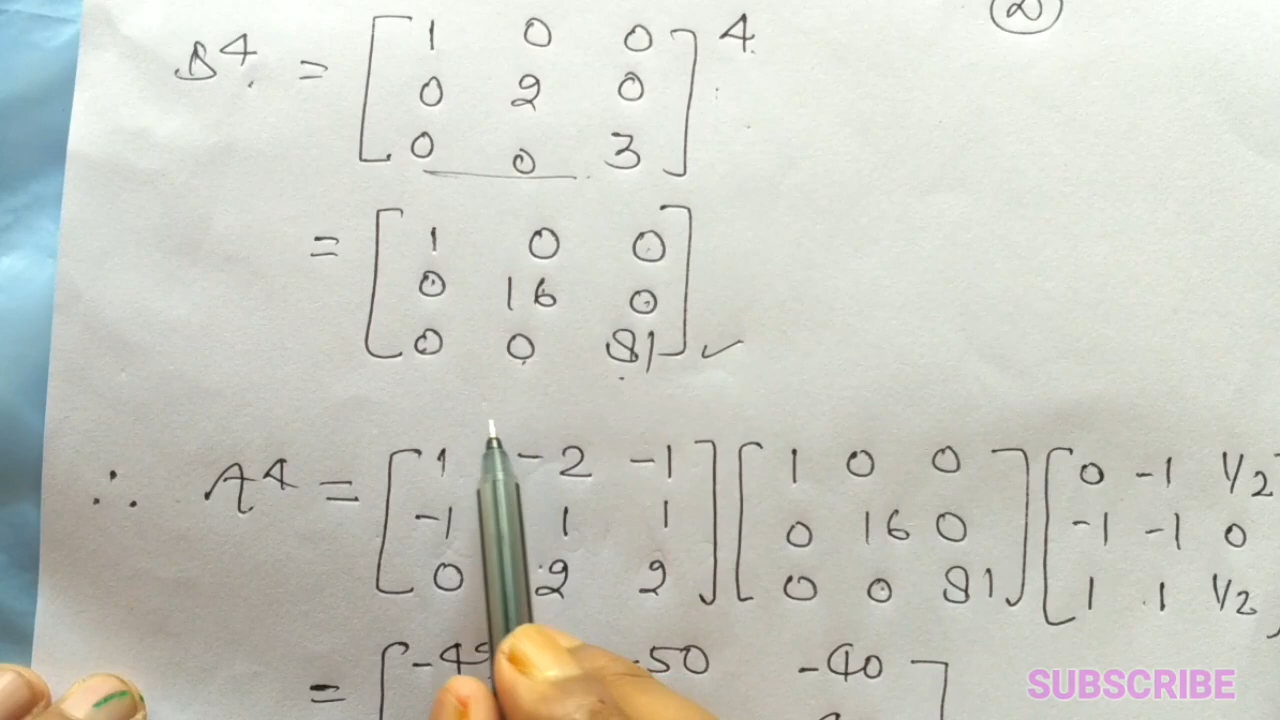 ②
B⁴ = [ 1 0 0 ]⁴
[ 0 2 0 ]
[ 0 0 3 ]
= [ 1 0 0 ]
[ 0 16 0 ]
[ 0 0 81 ] ✓
∴ A⁴ = [ 1 -2 -1 ] [ 1 0 0 ] [ 0 -1 1/2 ]
[ -1 1 1 ] [ 0 16 0 ] [ -1 -1 0 ]
[ 0 2 2 ] [ 0 0 81 ] [ 1 1 1/2 ]
= [ -50 -40 ]
SUBSCRIBE